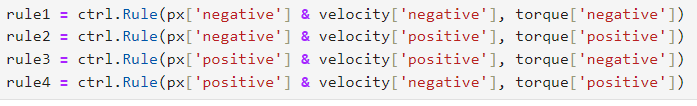 rule1 = ctrl.Rule(px['negative'] & velocity['negative'], torque['negative'])
rule2 = ctrl.Rule(px['negative'] & velocity['positive'], torque['positive'])
rule3 = ctrl.Rule(px['positive'] & velocity['positive'], torque['negative'])
rule4 = ctrl.Rule(px['positive'] & velocity['negative'], torque['positive'])